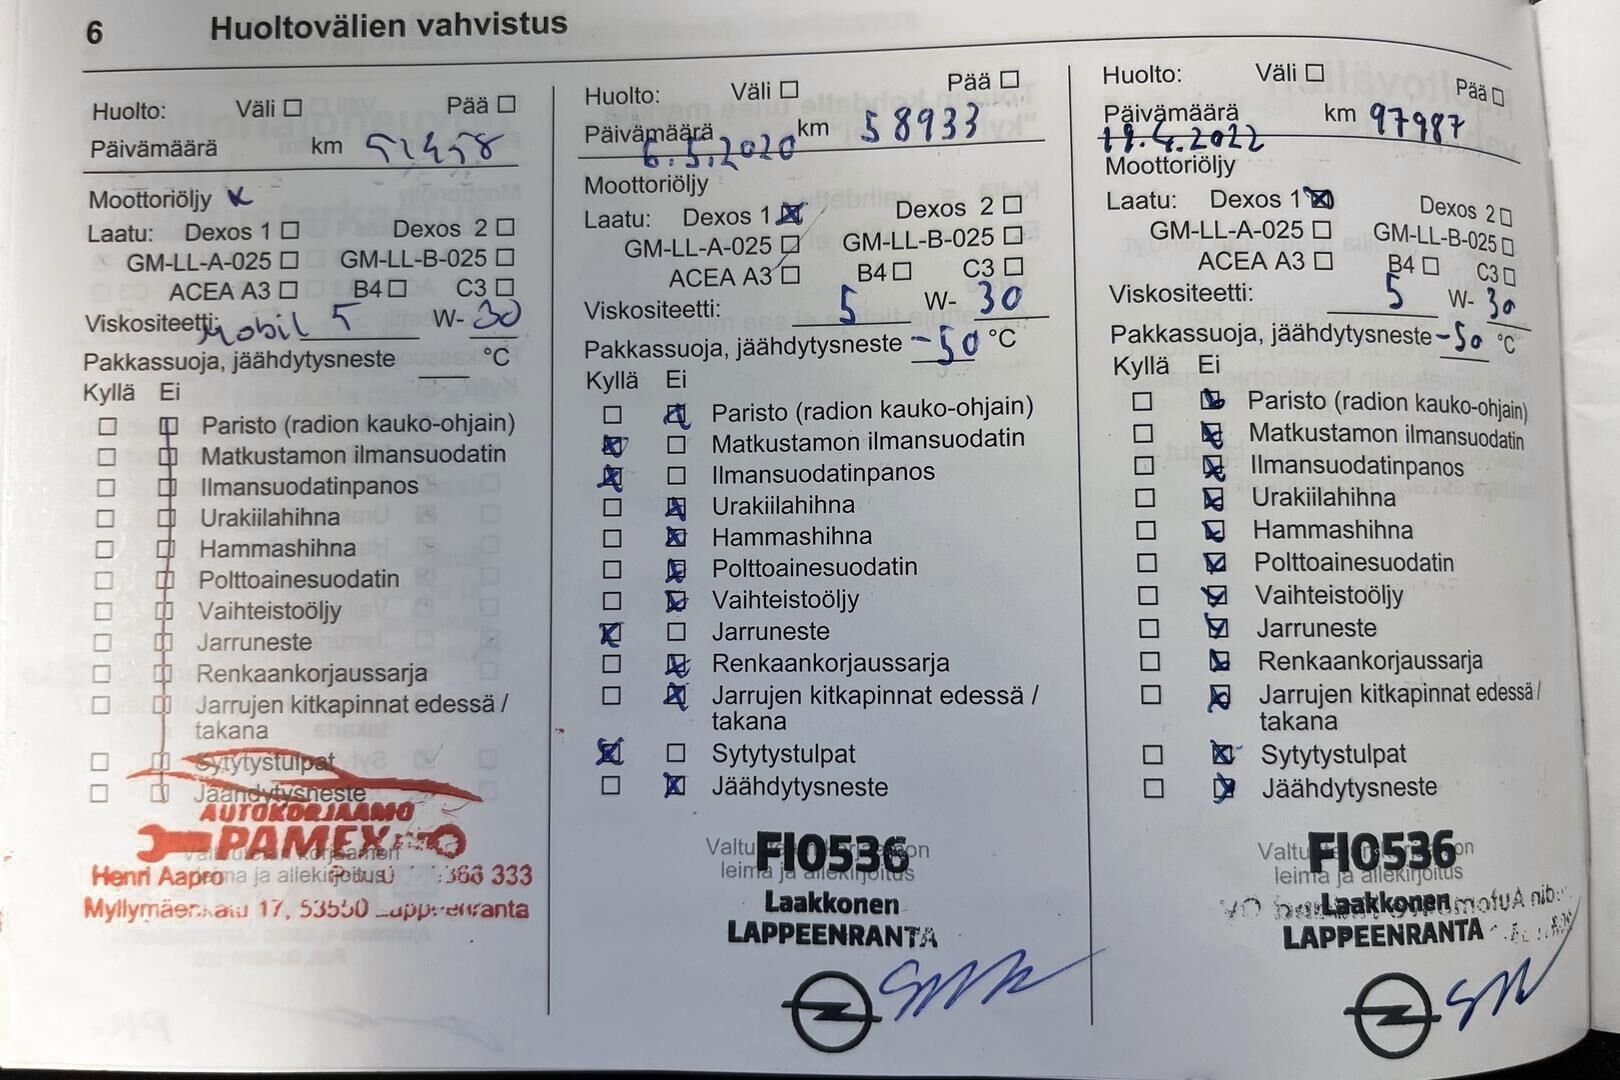 6 Huoltovälien vahvistus
Huolto: Väli ☐ Pää ☐
Päivämäärä km
Moottoriöljy x
Laatu: Dexos 1 ☐ Dexos 2 ☐
GM-LL-A-025 ☐ GM-LL-B-025 ☐
ACEA A3 ☐ B4 ☐ C3 ☐
Viskositeetti: Mobil 5 W- 30
Pakkassuoja, jäähdytysneste °C
Kyllä Ei
Paristo (radion kauko-ohjain)
Matkustamon ilmansuodatin
Ilmansuodatinpanos
Urakiilahihna
Hammashihna
Polttoainesuodatin
Vaihteistoöljy
Jarruneste
Renkaankorjaussarja
Jarrujen kitkapinnat edessä /
takana
Sytytystulpat
Jäähdytysneste
AUTOKORJAAMO
PAMEX
Henri Aapro leima ja allekirjoitus 366 333
Myllymäenkatu 17, 53550 Lappeenranta
Huolto: Väli ☐ Pää ☐
Päivämäärä km 58933
6.5.2020
Moottoriöljy
Laatu: Dexos 1 ☒ Dexos 2 ☐
GM-LL-A-025 ☐ GM-LL-B-025 ☐
ACEA A3 ☐ B4 ☐ C3 ☐
Viskositeetti: 5 W- 30
Pakkassuoja, jäähdytysneste -50 °C
Kyllä Ei
☐ ☒ Paristo (radion kauko-ohjain)
☒ ☐ Matkustamon ilmansuodatin
☒ ☐ Ilmansuodatinpanos
☐ ☒ Urakiilahihna
☐ ☒ Hammashihna
☐ ☒ Polttoainesuodatin
☐ ☒ Vaihteistoöljy
☒ ☐ Jarruneste
☐ ☒ Renkaankorjaussarja
☐ ☒ Jarrujen kitkapinnat edessä /
takana
☒ ☐ Sytytystulpat
☐ ☒ Jäähdytysneste
FI0536
leima ja allekirjoitus
Laakkonen
LAPPEENRANTA
Huolto: Väli ☐ Pää ☐
Päivämäärä km 97987
19.4.2022
Moottoriöljy
Laatu: Dexos 1 ☒ Dexos 2 ☐
GM-LL-A-025 ☐ GM-LL-B-025 ☐
ACEA A3 ☐ B4 ☐ C3 ☐
Viskositeetti: 5 W- 30
Pakkassuoja, jäähdytysneste -50 °C
Kyllä Ei
☐ ☒ Paristo (radion kauko-ohjain)
☐ ☒ Matkustamon ilmansuodatin
☐ ☒ Ilmansuodatinpanos
☐ ☒ Urakiilahihna
☐ ☒ Hammashihna
☐ ☒ Polttoainesuodatin
☐ ☒ Vaihteistoöljy
☐ ☒ Jarruneste
☐ ☒ Renkaankorjaussarja
☐ ☒ Jarrujen kitkapinnat edessä /
takana
☐ ☒ Sytytystulpat
☐ ☒ Jäähdytysneste
FI0536
leima ja allekirjoitus
Laakkonen
LAPPEENRANTA